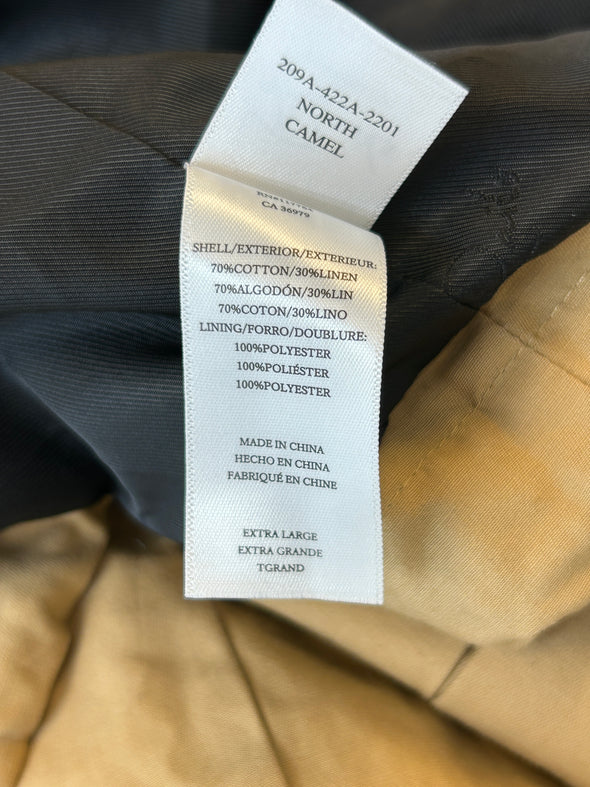 209A-422A-2201
NORTH
CAMEL
CA 36979
SHELL/EXTERIOR/EXTERIEUR:
70%COTTON/30%LINEN
70%ALGODÓN/30%LIN
70%COTON/30%LINO
LINING/FORRO/DOUBLURE:
100%POLYESTER
100%POLIÉSTER
100%POLYESTER
MADE IN CHINA
HECHO EN CHINA
FABRIQUÉ EN CHINE
EXTRA LARGE
EXTRA GRANDE
TGRAND